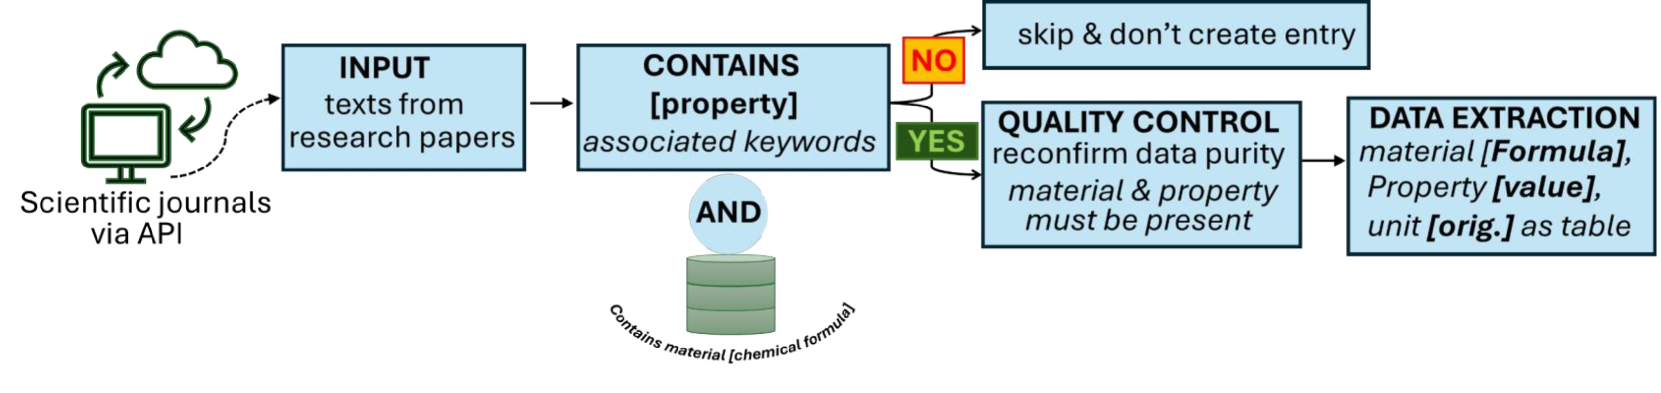 Scientific journals
via API
INPUT
texts from
research papers
CONTAINS
[property]
associated keywords
AND
Contains material [chemical formula]
NO
skip & don’t create entry
YES
QUALITY CONTROL
reconfirm data purity
material & property
must be present
DATA EXTRACTION
material [Formula],
Property [value],
unit [orig.] as table